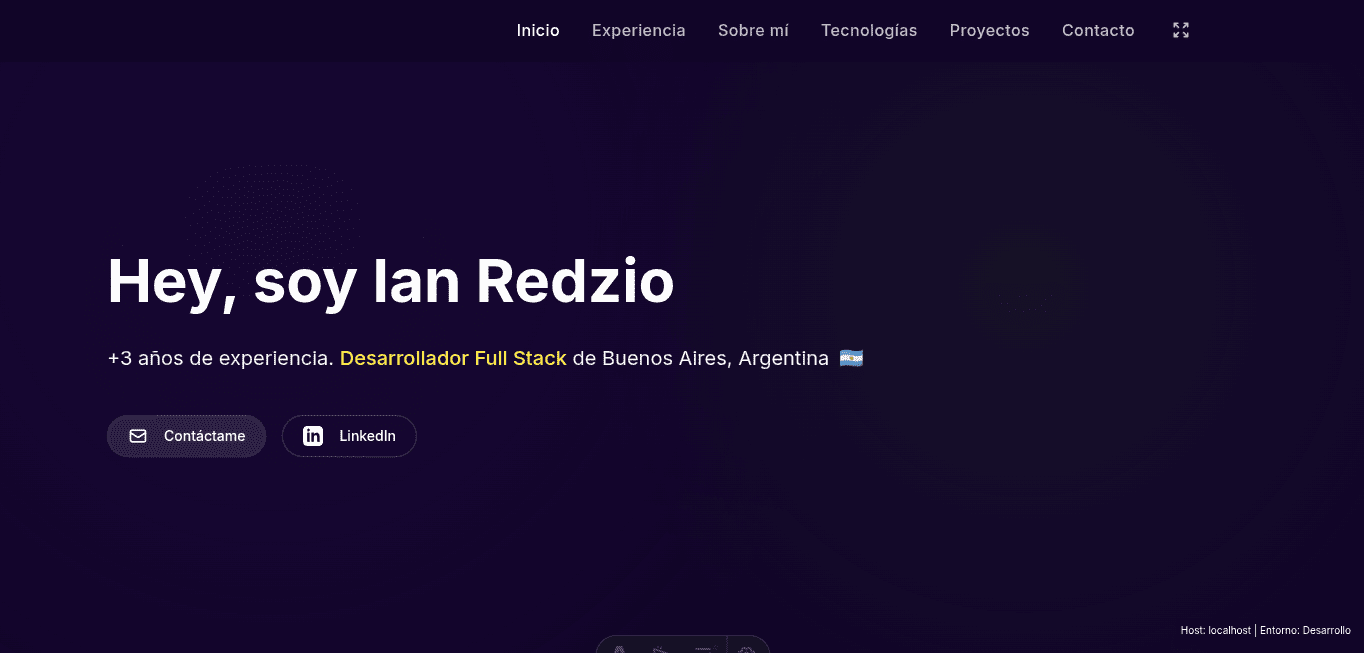 Inicio Experiencia Sobre mí Tecnologías Proyectos Contacto
Hey, soy Ian Redzio
+3 años de experiencia. Desarrollador Full Stack de Buenos Aires, Argentina 🇦🇷
Contáctame LinkedIn
Host: localhost | Entorno: Desarrollo